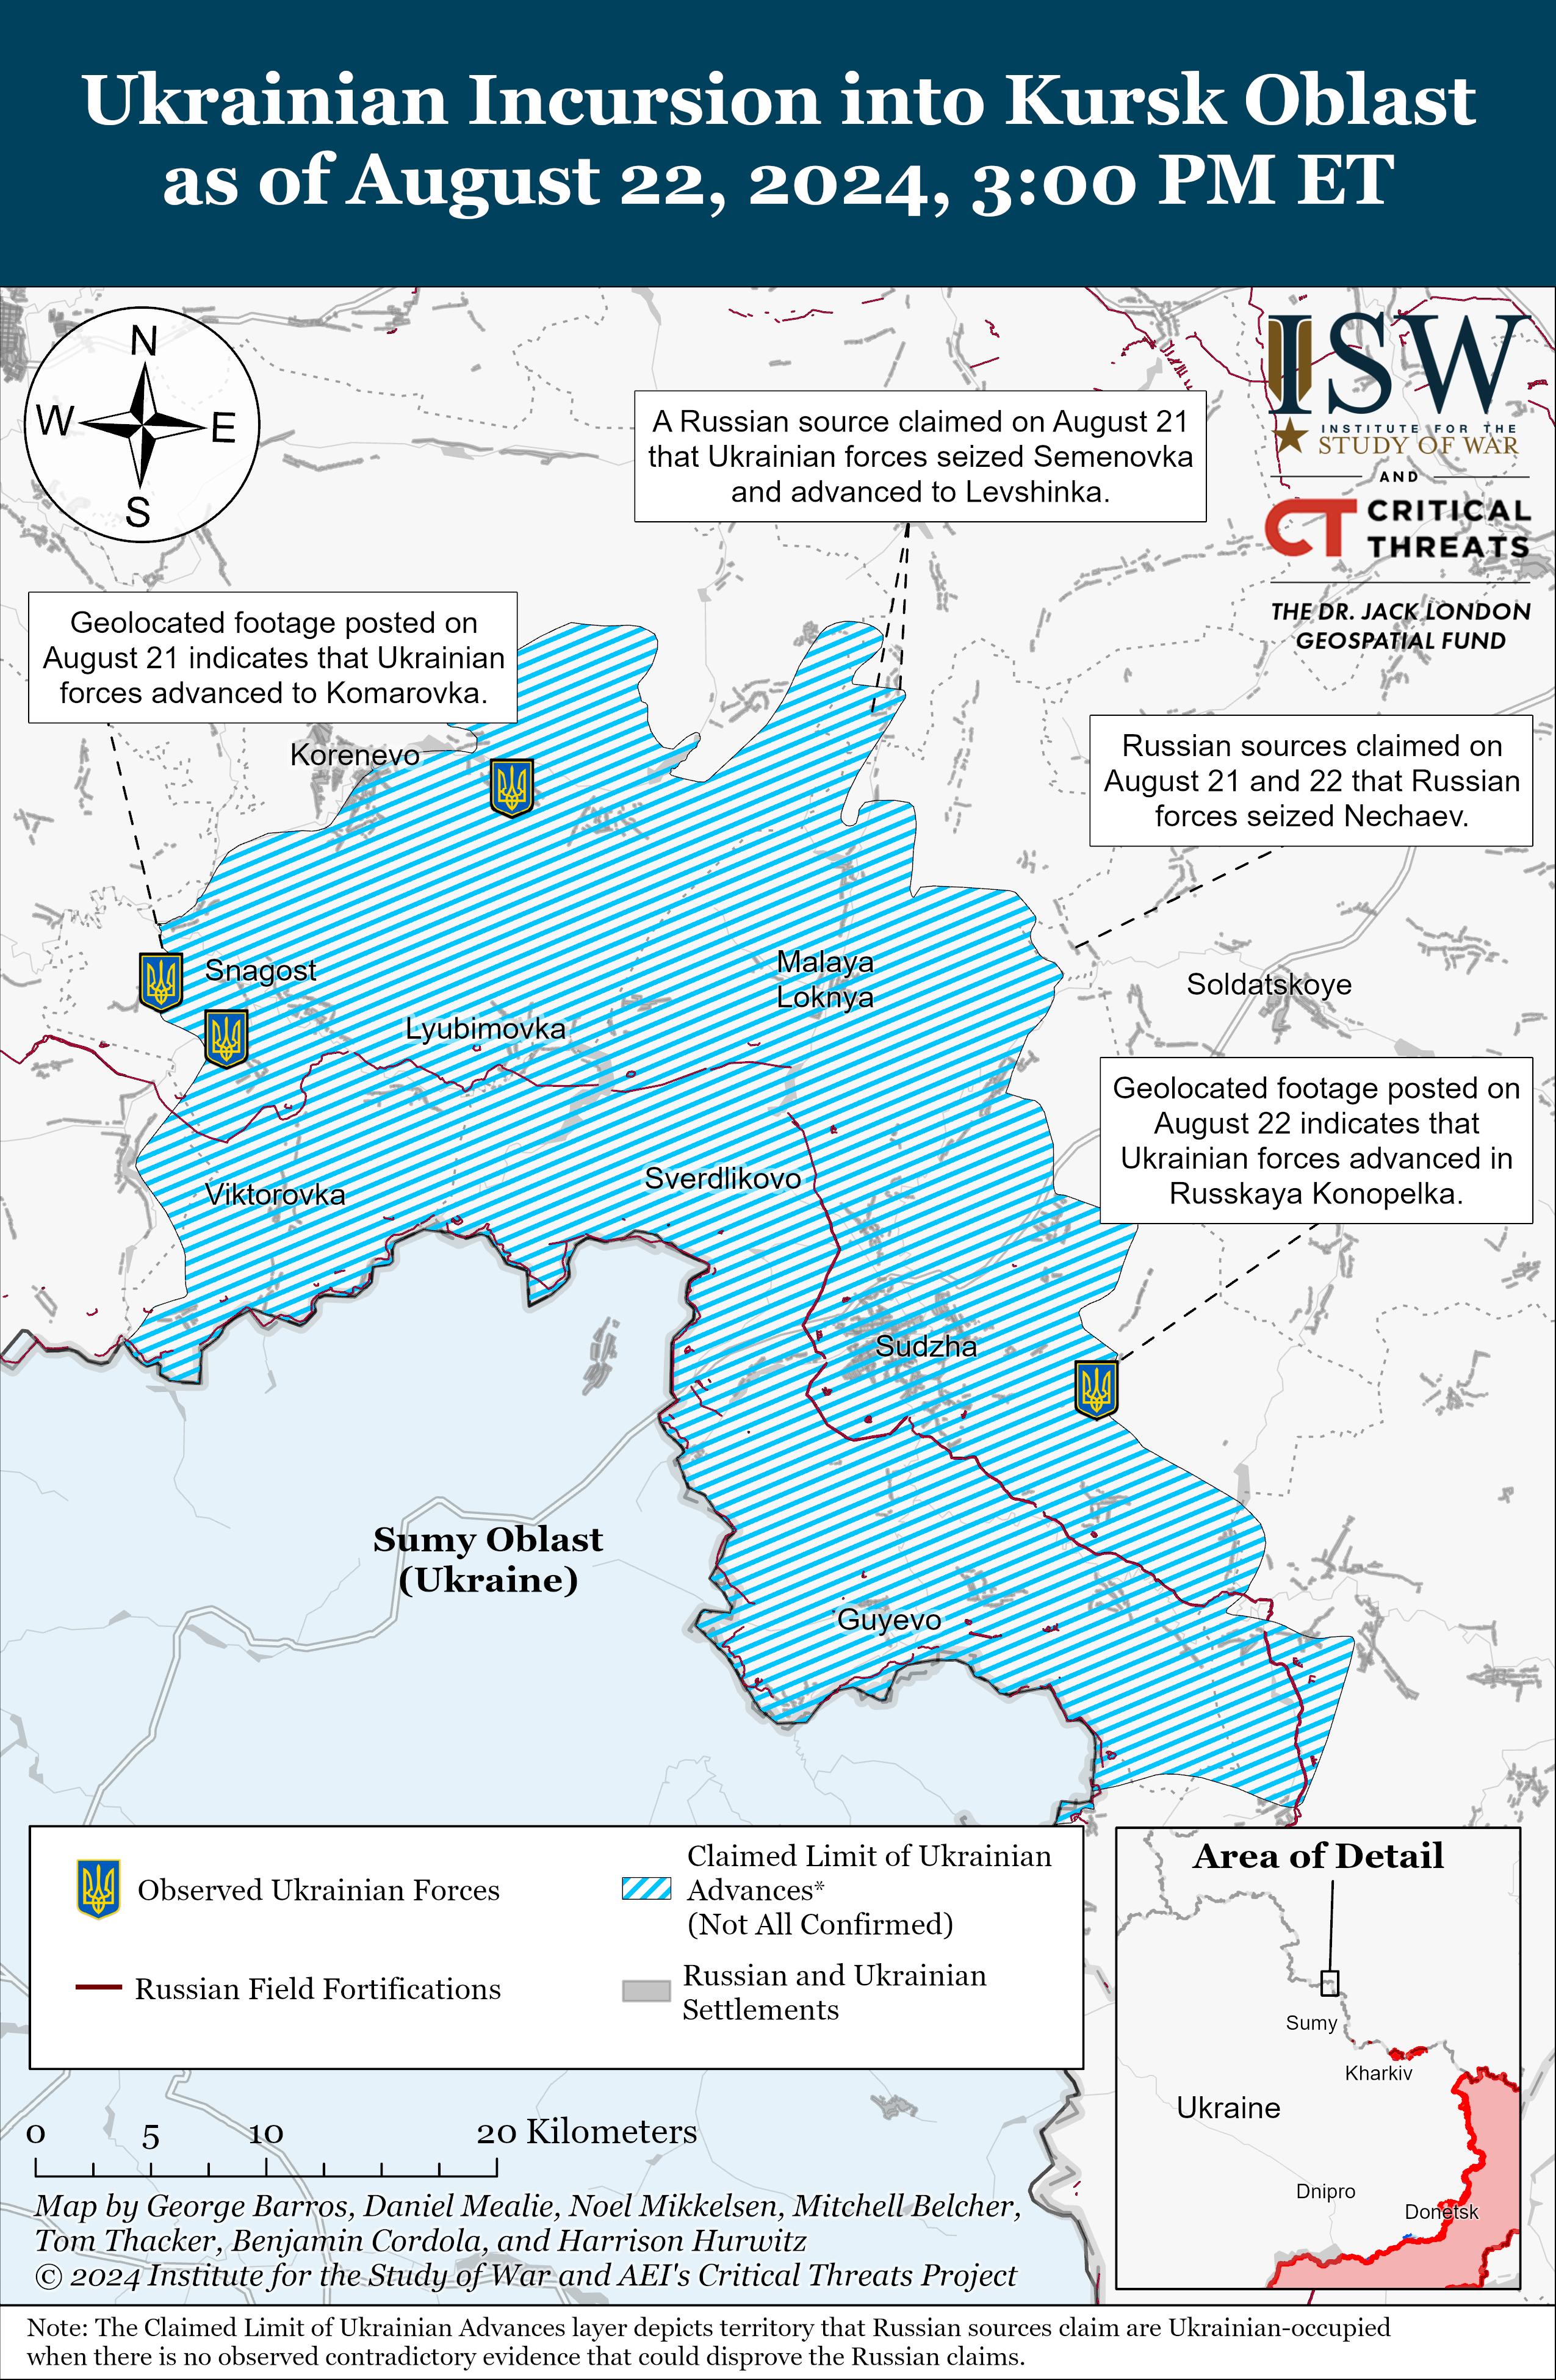 Ukrainian Incursion into Kursk Oblast
as of August 22, 2024, 3:00 PM ET
N
W
E
S
ISW
INSTITUTE FOR THE
STUDY OF WAR
AND
CT CRITICAL
THREATS
THE DR. JACK LONDON
GEOSPATIAL FUND
A Russian source claimed on August 21
that Ukrainian forces seized Semenovka
and advanced to Levshinka.
Geolocated footage posted on
August 21 indicates that Ukrainian
forces advanced to Komarovka.
Russian sources claimed on
August 21 and 22 that Russian
forces seized Nechaev.
Korenevo
Snagost
Malaya
Loknya
Soldatskoye
Lyubimovka
Geolocated footage posted on
August 22 indicates that
Ukrainian forces advanced in
Russkaya Konopelka.
Sverdlikovo
Viktorovka
Sudzha
Sumy Oblast
(Ukraine)
Guyevo
Observed Ukrainian Forces
Claimed Limit of Ukrainian
Advances*
(Not All Confirmed)
Russian Field Fortifications
Russian and Ukrainian
Settlements
Area of Detail
Sumy
Kharkiv
Ukraine
Dnipro
Donetsk
0 5 10 20 Kilometers
Map by George Barros, Daniel Mealie, Noel Mikkelsen, Mitchell Belcher,
Tom Thacker, Benjamin Cordola, and Harrison Hurwitz
© 2024 Institute for the Study of War and AEI's Critical Threats Project
Note: The Claimed Limit of Ukrainian Advances layer depicts territory that Russian sources claim are Ukrainian-occupied
when there is no observed contradictory evidence that could disprove the Russian claims.